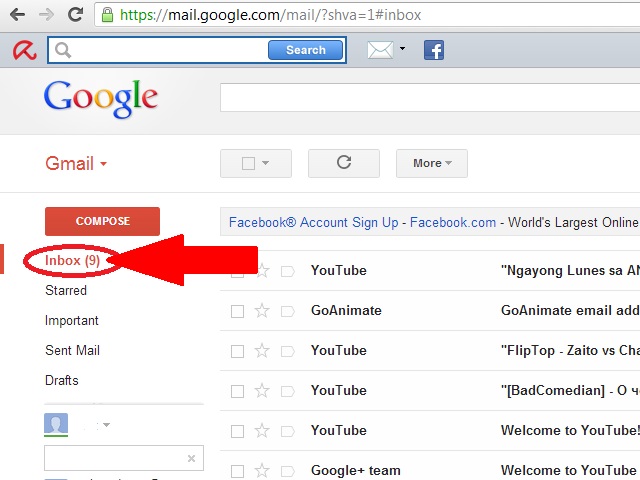 https://mail.google.com/mail/?shva=1#inbox
Search
Google
Gmail
More
COMPOSE
Facebook® Account Sign Up - Facebook.com - World's Largest Online
Inbox (9)
YouTube "Ngayong Lunes sa AN
Starred
GoAnimate GoAnimate email add
Important
YouTube "FlipTop - Zaito vs Cha
Sent Mail
Drafts
YouTube "[BadComedian] - О че
YouTube Welcome to YouTube!
Google+ team Welcome to YouTube